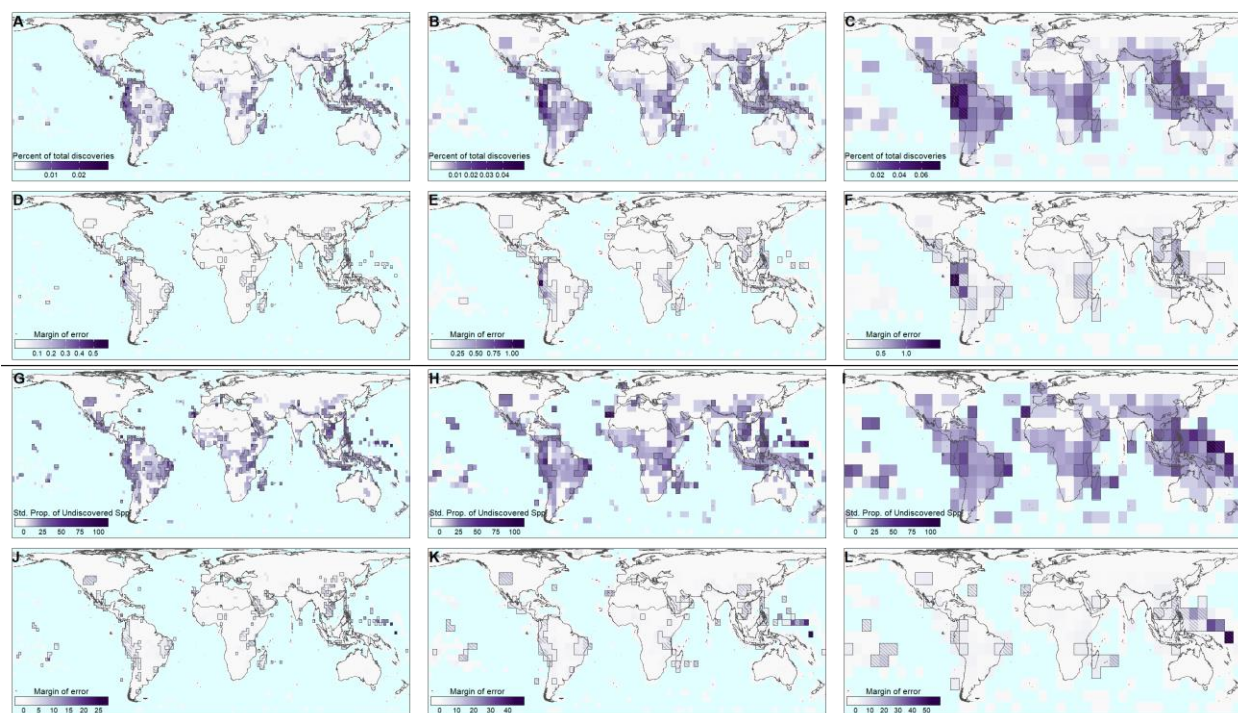 A B C
Percent of total discoveries Percent of total discoveries Percent of total discoveries
0.01 0.02 0.01 0.02 0.03 0.04 0.02 0.04 0.06
D E F
Margin of error Margin of error Margin of error
0.1 0.2 0.3 0.4 0.5 0.25 0.50 0.75 1.00 0.5 1.0
G H I
Std. Prop. of Undiscovered Spp Std. Prop. of Undiscovered Spp Std. Prop. of Undiscovered Spp
0 25 50 75 100 0 25 50 75 100 0 25 50 75 100
J K L
Margin of error Margin of error Margin of error
0 5 10 15 20 25 0 10 20 30 40 0 10 20 30 40 50